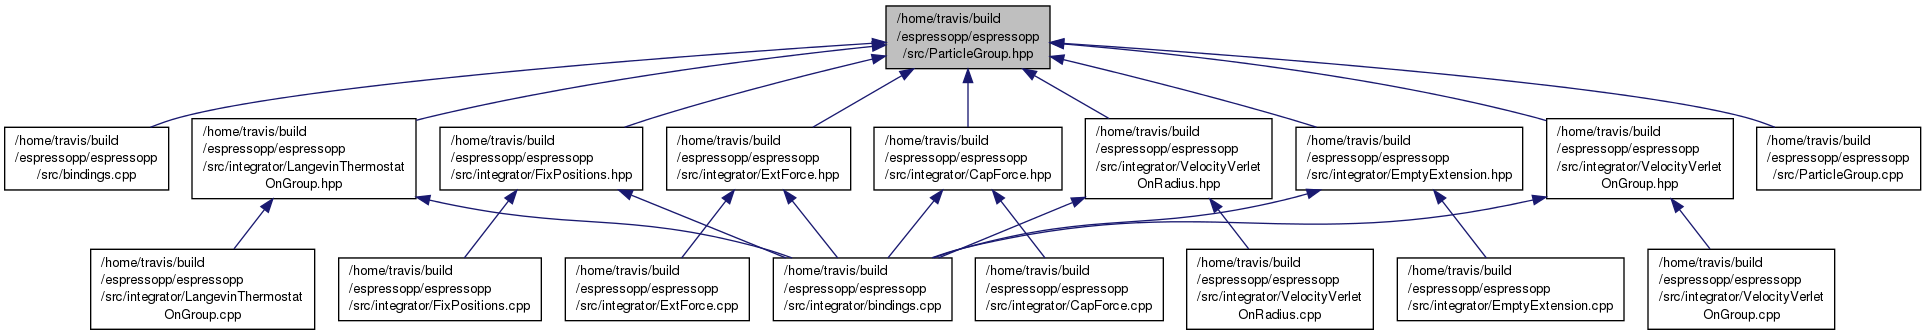 /home/travis/build
/espressopp/espressopp
/src/ParticleGroup.hpp
/home/travis/build
/espressopp/espressopp
/src/bindings.cpp
/home/travis/build
/espressopp/espressopp
/src/integrator/LangevinThermostat
OnGroup.hpp
/home/travis/build
/espressopp/espressopp
/src/integrator/FixPositions.hpp
/home/travis/build
/espressopp/espressopp
/src/integrator/ExtForce.hpp
/home/travis/build
/espressopp/espressopp
/src/integrator/CapForce.hpp
/home/travis/build
/espressopp/espressopp
/src/integrator/VelocityVerlet
OnRadius.hpp
/home/travis/build
/espressopp/espressopp
/src/integrator/EmptyExtension.hpp
/home/travis/build
/espressopp/espressopp
/src/integrator/VelocityVerlet
OnGroup.hpp
/home/travis/build
/espressopp/espressopp
/src/ParticleGroup.cpp
/home/travis/build
/espressopp/espressopp
/src/integrator/LangevinThermostat
OnGroup.cpp
/home/travis/build
/espressopp/espressopp
/src/integrator/FixPositions.cpp
/home/travis/build
/espressopp/espressopp
/src/integrator/ExtForce.cpp
/home/travis/build
/espressopp/espressopp
/src/integrator/bindings.cpp
/home/travis/build
/espressopp/espressopp
/src/integrator/CapForce.cpp
/home/travis/build
/espressopp/espressopp
/src/integrator/VelocityVerlet
OnRadius.cpp
/home/travis/build
/espressopp/espressopp
/src/integrator/EmptyExtension.cpp
/home/travis/build
/espressopp/espressopp
/src/integrator/VelocityVerlet
OnGroup.cpp